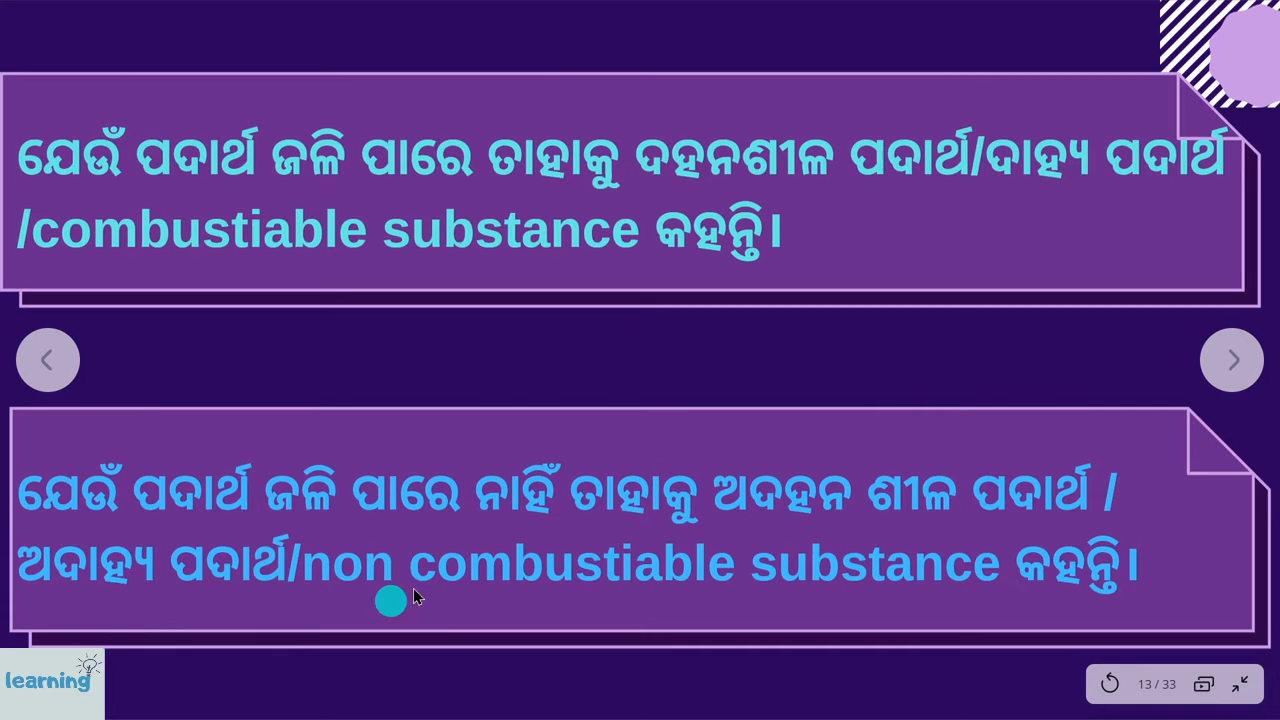 ଯେଉଁ ପଦାର୍ଥ ଜଳି ପାରେ ତାହାକୁ ଦହନଶୀଳ ପଦାର୍ଥ/ଦାହ୍ୟ ପଦାର୍ଥ
/combustiable substance କହନ୍ତି।
ଯେଉଁ ପଦାର୍ଥ ଜଳି ପାରେ ନାହିଁ ତାହାକୁ ଅଦହନ ଶୀଳ ପଦାର୍ଥ /
ଅଦାହ୍ୟ ପଦାର୍ଥ/non combustiable substance କହନ୍ତି।
learning
13 / 33